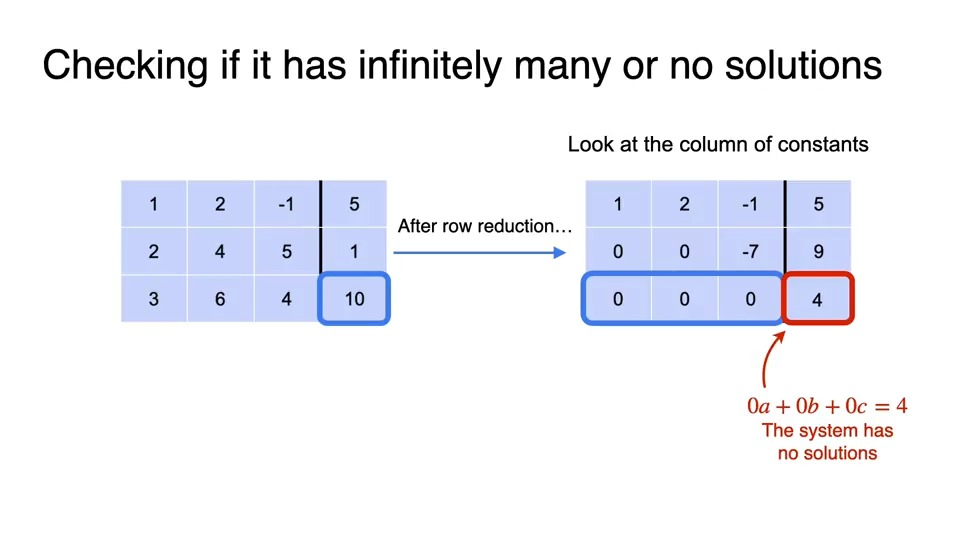 Checking if it has infinitely many or no solutions
Look at the column of constants
1 2 -1 5
2 4 5 1
3 6 4 10
After row reduction…
1 2 -1 5
0 0 -7 9
0 0 0 4
0a + 0b + 0c = 4
The system has
no solutions